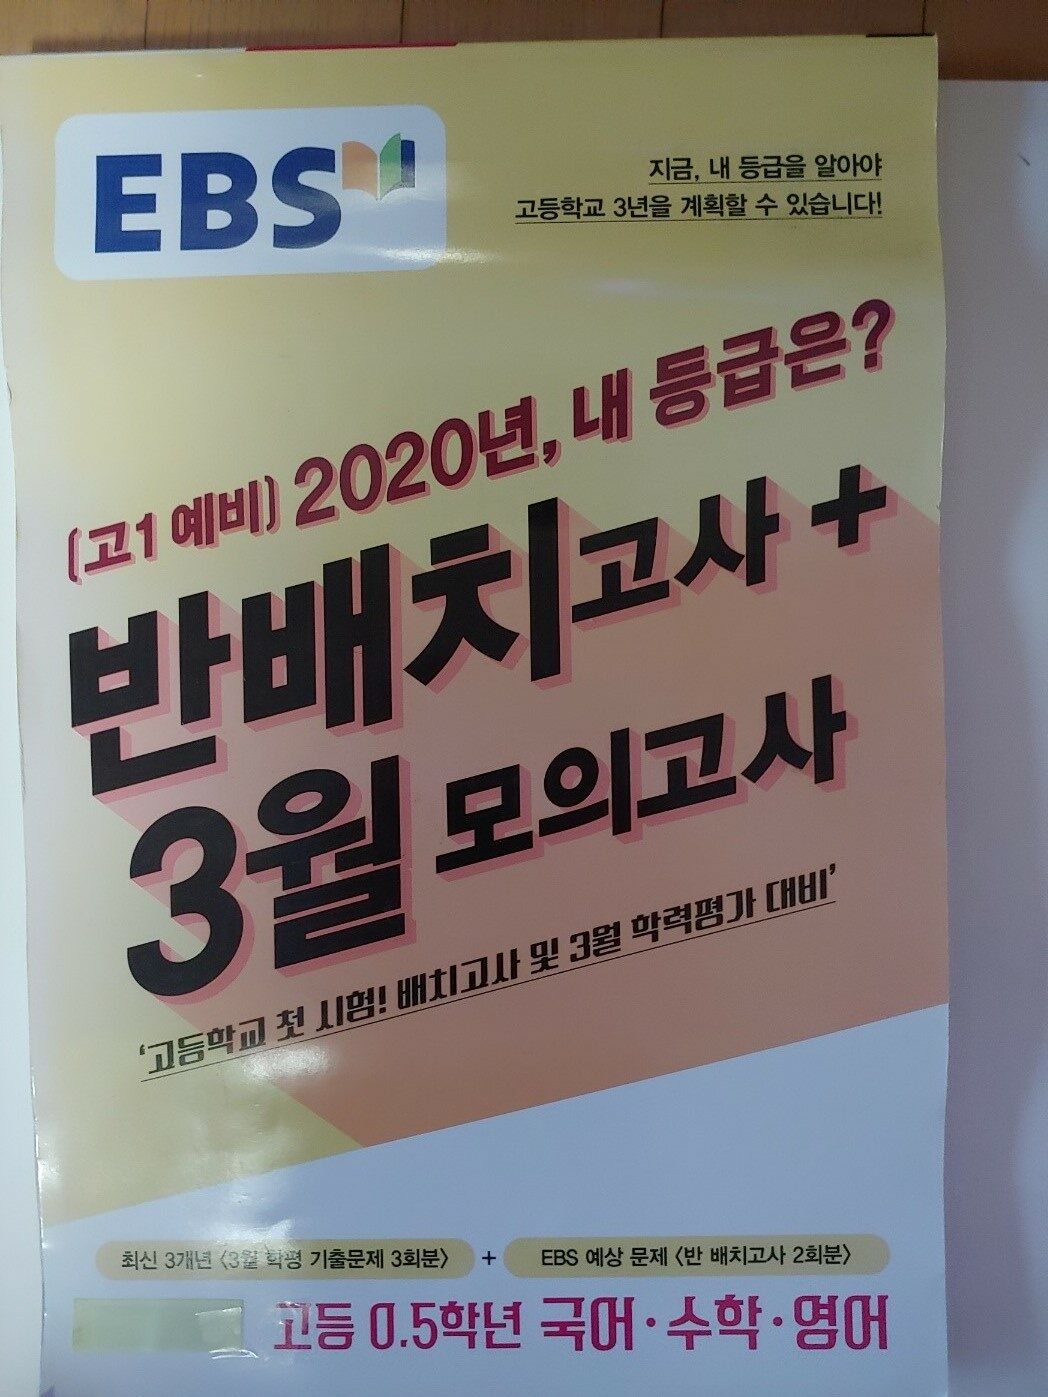 EBS
지금, 내 등급을 알아야
고등학교 3년을 계획할 수 있습니다!
(고1 예비) 2020년, 내 등급은?
반배치고사 +
3월 모의고사
‘고등학교 첫 시험! 배치고사 및 3월 학력평가 대비’
최신 3개년 <3월 학평 기출문제 3회분> + EBS 예상 문제 <반 배치고사 2회분>
고등 0.5학년 국어·수학·영어